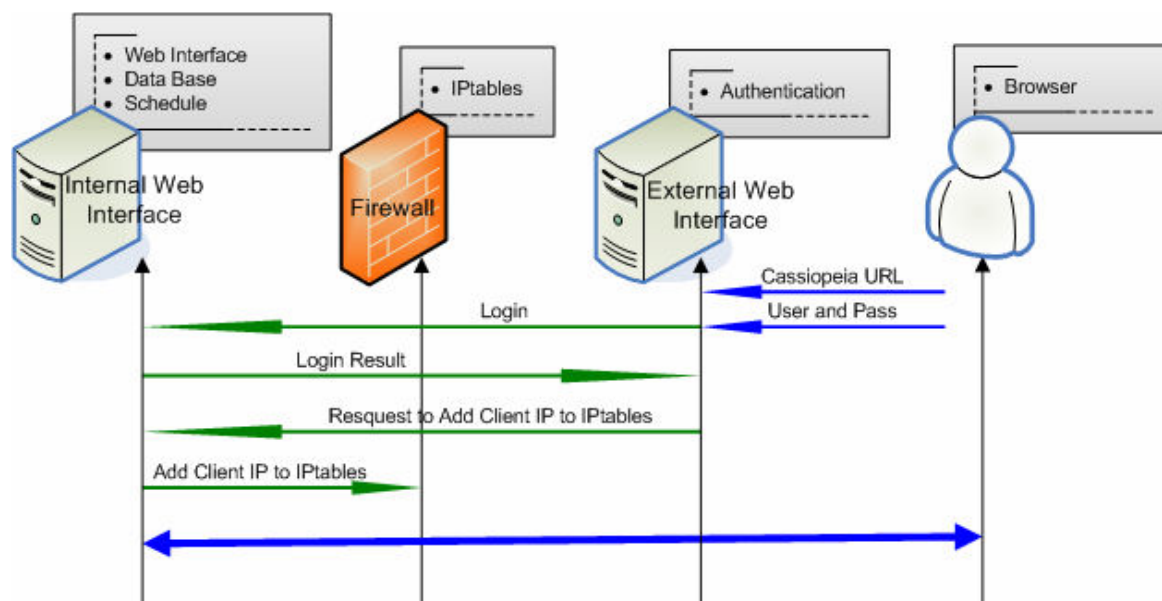 Web Interface
Data Base
Schedule
IPtables
Authentication
Browser
Internal Web
Interface
Firewall
External Web
Interface
Cassiopeia URL
User and Pass
Login
Login Result
Resquest to Add Client IP to IPtables
Add Client IP to IPtables